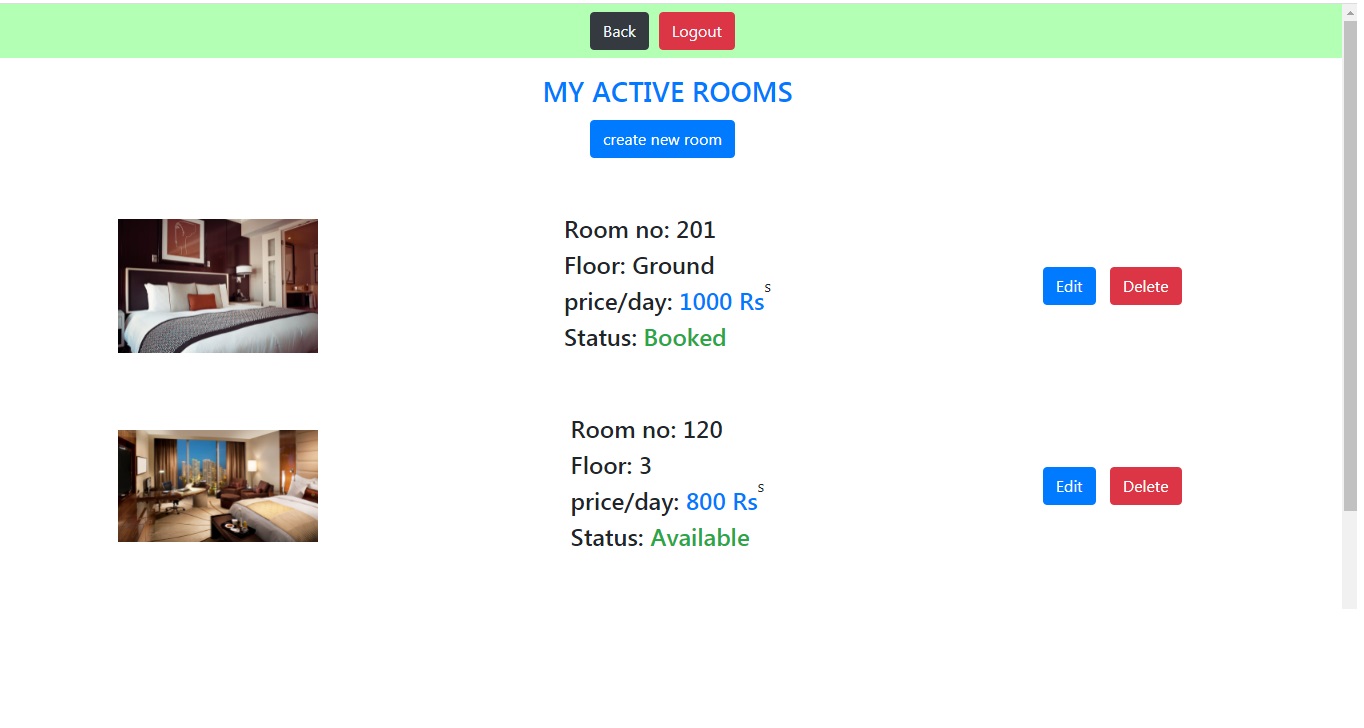 Back Logout
MY ACTIVE ROOMS
create new room
Room no: 201
Floor: Ground
price/day: 1000 Rs s
Status: Booked
Edit Delete
Room no: 120
Floor: 3
price/day: 800 Rs s
Status: Available
Edit Delete